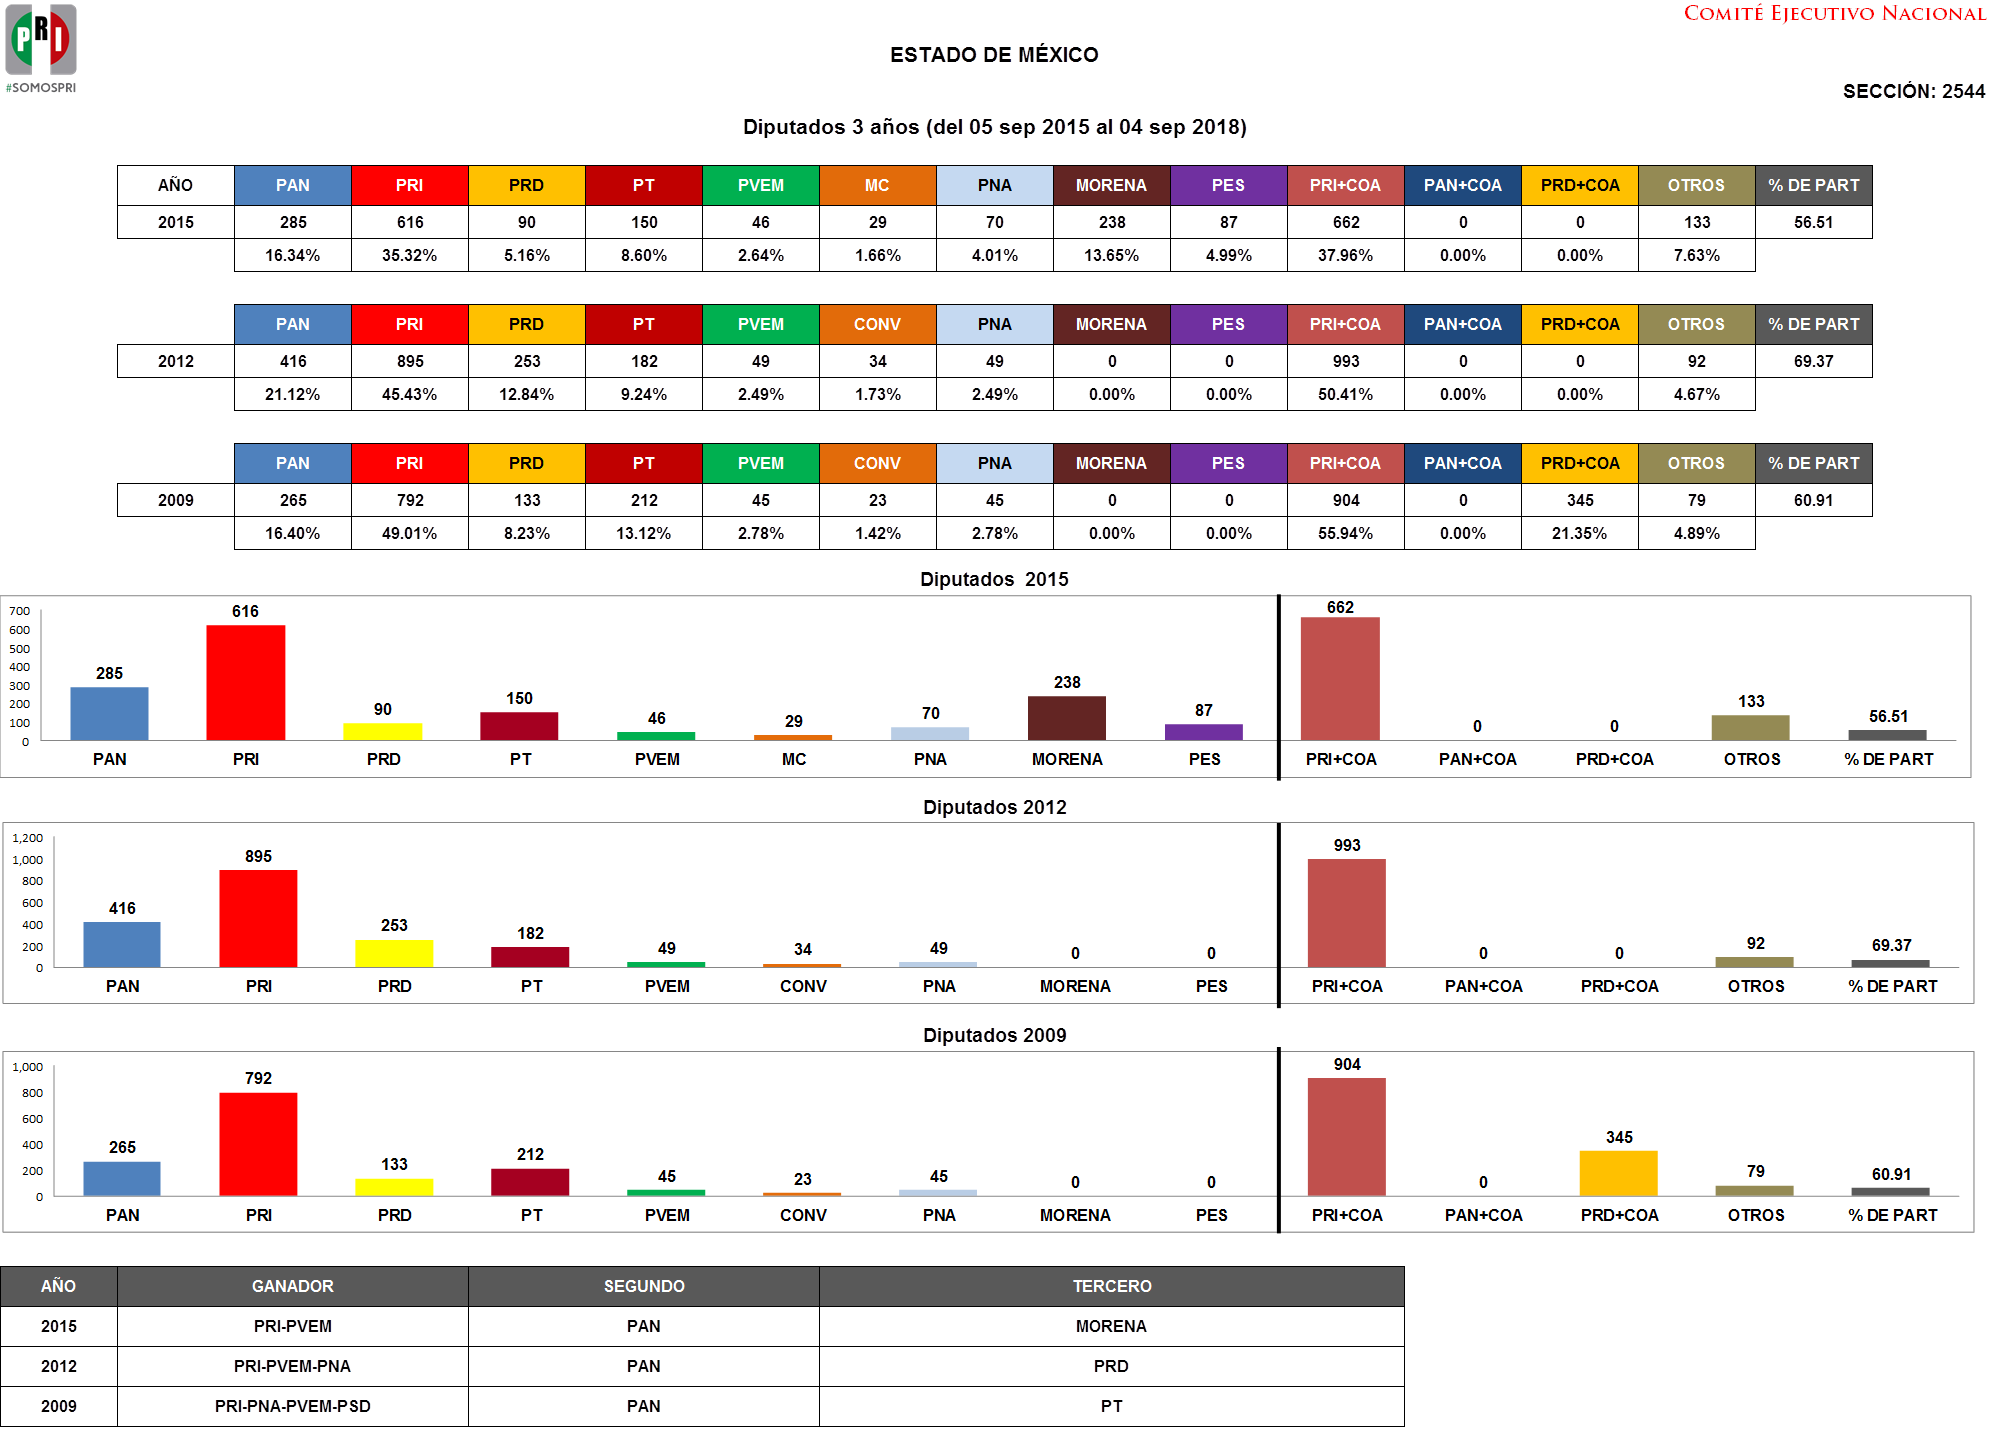 PRI
#SOMOSPRI
COMITÉ EJECUTIVO NACIONAL
ESTADO DE MÉXICO
SECCIÓN: 2544
Diputados 3 años (del 05 sep 2015 al 04 sep 2018)
AÑO PAN PRI PRD PT PVEM MC PNA MORENA PES PRI+COA PAN+COA PRD+COA OTROS % DE PART
2015 285 616 90 150 46 29 70 238 87 662 0 0 133 56.51
16.34% 35.32% 5.16% 8.60% 2.64% 1.66% 4.01% 13.65% 4.99% 37.96% 0.00% 0.00% 7.63%
PAN PRI PRD PT PVEM CONV PNA MORENA PES PRI+COA PAN+COA PRD+COA OTROS % DE PART
2012 416 895 253 182 49 34 49 0 0 993 0 0 92 69.37
21.12% 45.43% 12.84% 9.24% 2.49% 1.73% 2.49% 0.00% 0.00% 50.41% 0.00% 0.00% 4.67%
PAN PRI PRD PT PVEM CONV PNA MORENA PES PRI+COA PAN+COA PRD+COA OTROS % DE PART
2009 265 792 133 212 45 23 45 0 0 904 0 345 79 60.91
16.40% 49.01% 8.23% 13.12% 2.78% 1.42% 2.78% 0.00% 0.00% 55.94% 0.00% 21.35% 4.89%
Diputados 2015
700
600
500
400
300
200
100
0
285 616 90 150 46 29 70 238 87 662 0 0 133 56.51
PAN PRI PRD PT PVEM MC PNA MORENA PES PRI+COA PAN+COA PRD+COA OTROS % DE PART
Diputados 2012
1,200
1,000
800
600
400
200
0
416 895 253 182 49 34 49 0 0 993 0 0 92 69.37
PAN PRI PRD PT PVEM CONV PNA MORENA PES PRI+COA PAN+COA PRD+COA OTROS % DE PART
Diputados 2009
1,000
800
600
400
200
0
265 792 133 212 45 23 45 0 0 904 0 345 79 60.91
PAN PRI PRD PT PVEM CONV PNA MORENA PES PRI+COA PAN+COA PRD+COA OTROS % DE PART
AÑO GANADOR SEGUNDO TERCERO
2015 PRI-PVEM PAN MORENA
2012 PRI-PVEM-PNA PAN PRD
2009 PRI-PNA-PVEM-PSD PAN PT